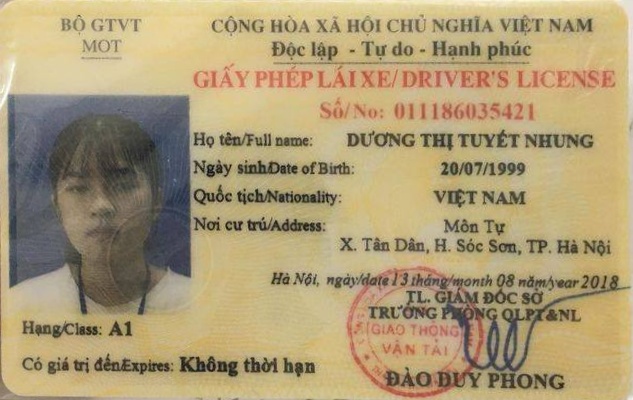 BỘ GTVT
MOT
CỘNG HÒA XÃ HỘI CHỦ NGHĨA VIỆT NAM
Độc lập - Tự do - Hạnh phúc
GIẤY PHÉP LÁI XE/ DRIVER'S LICENSE
Số/ No: 011186035421
Họ tên/Full name: DƯƠNG THỊ TUYẾT NHUNG
Ngày sinh/Date of Birth: 20/07/1999
Quốc tịch/Nationality: VIỆT NAM
Nơi cư trú/Address: Môn Tự
X. Tân Dân, H. Sóc Sơn, TP. Hà Nội
Hà Nội, ngày/date 13 tháng/month 08 năm/year 2018
TL. GIÁM ĐỐC SỞ
TRƯỞNG PHÒNG QLPT&NL
GIAO THÔNG
VẬN TẢI
Hạng/Class: A1
Có giá trị đến/Expires: Không thời hạn
ĐÀO DUY PHONG